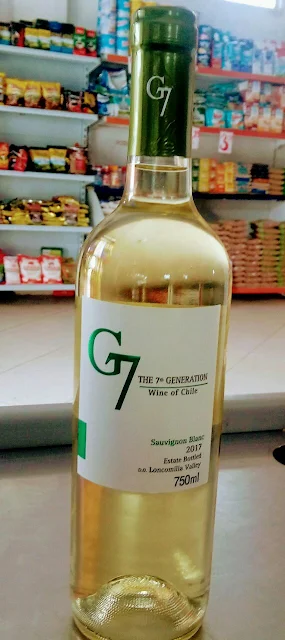 G7
G7
THE 7th GENERATION
Wine of Chile
Sauvignon Blanc
2017
Estate Bottled
D.O. Loncomilla Valley
750ml